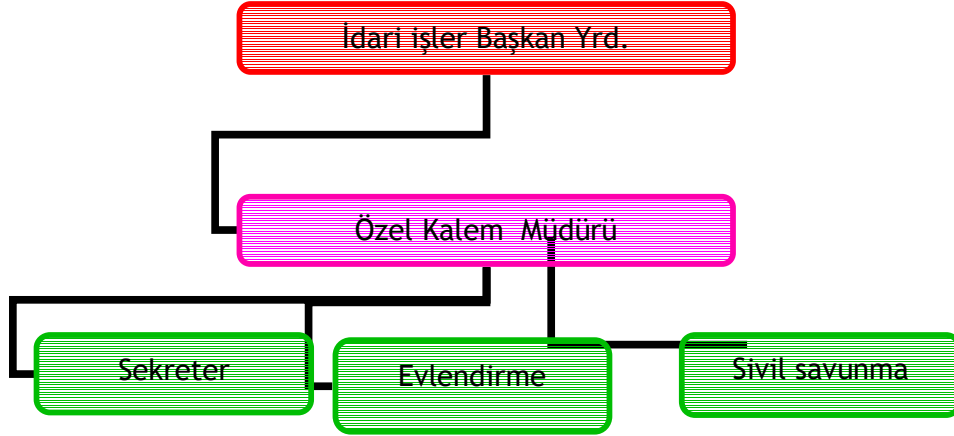 İdari işler Başkan Yrd.
Özel Kalem  Müdürü
Sekreter
Evlendirme
Sivil savunma